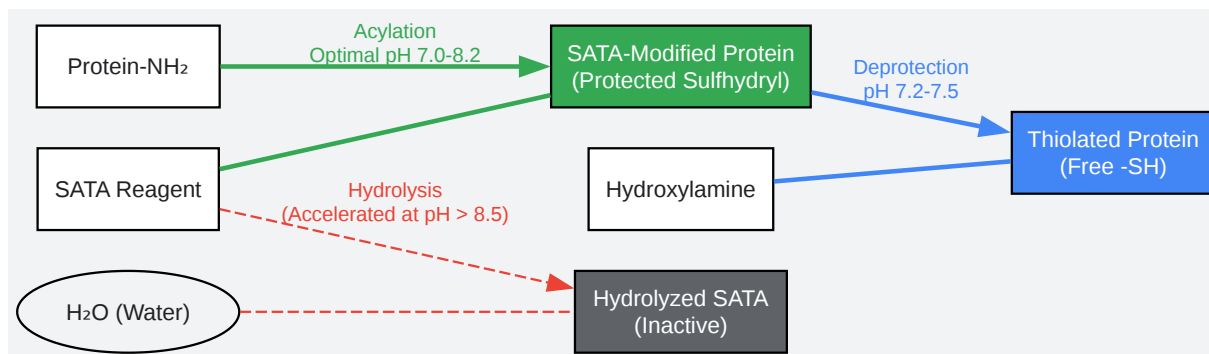 Protein-NH₂
Acylation
Optimal pH 7.0-8.2
SATA-Modified Protein
(Protected Sulfhydryl)
Deprotection
pH 7.2-7.5
Thiolated Protein
(Free -SH)
SATA Reagent
Hydrolysis
(Accelerated at pH > 8.5)
Hydroxylamine
H₂O (Water)
Hydrolyzed SATA
(Inactive)